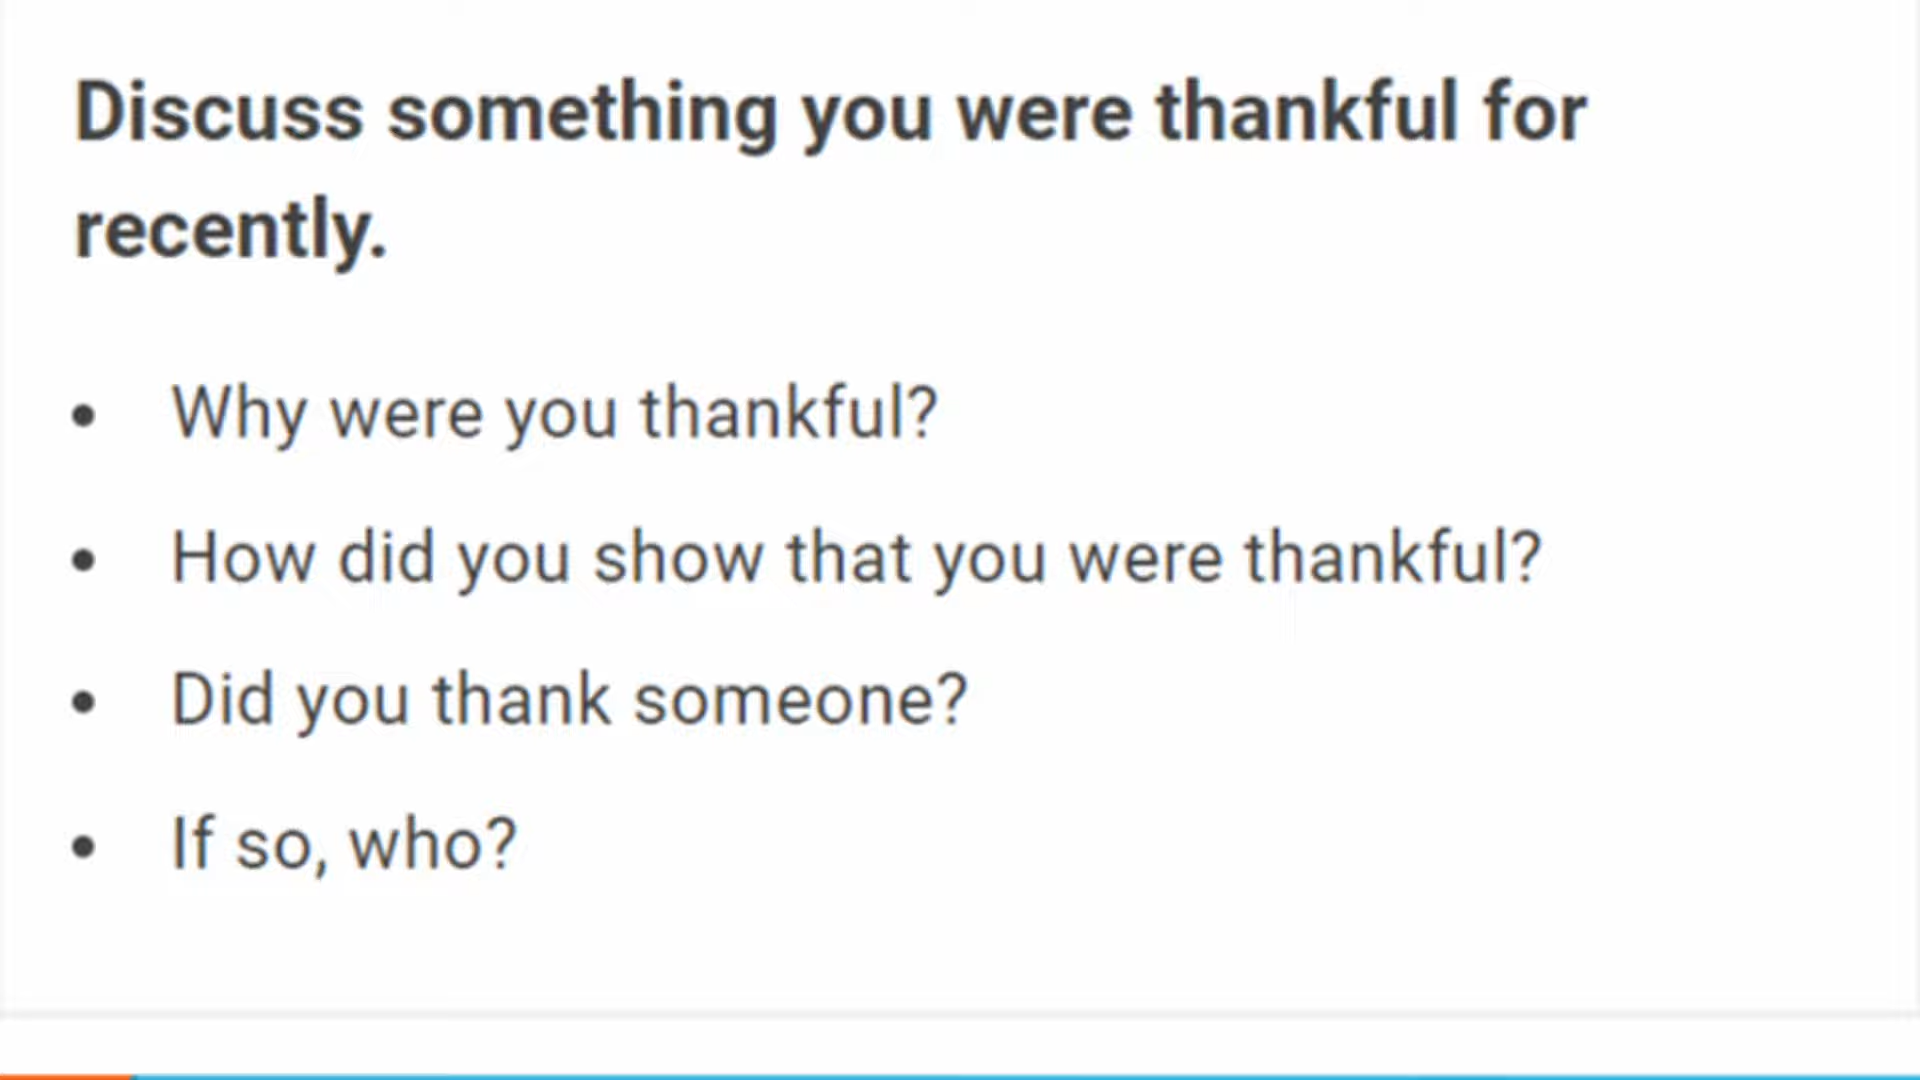 Discuss something you were thankful for
recently.
• Why were you thankful?
• How did you show that you were thankful?
• Did you thank someone?
• If so, who?